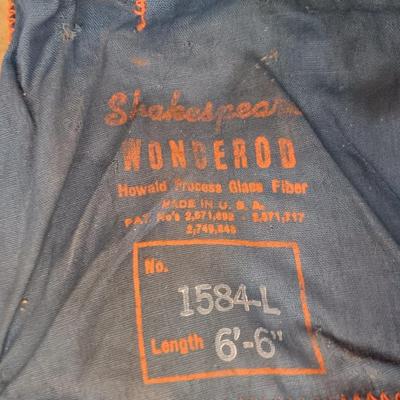 Shakespeare
WONDEROD
Howald Process Glass Fiber
MADE IN U. S. A.
PAT. No's 2,571,692 - 2,571,717
2,749,643
No.
1584-L
Length 6'-6"